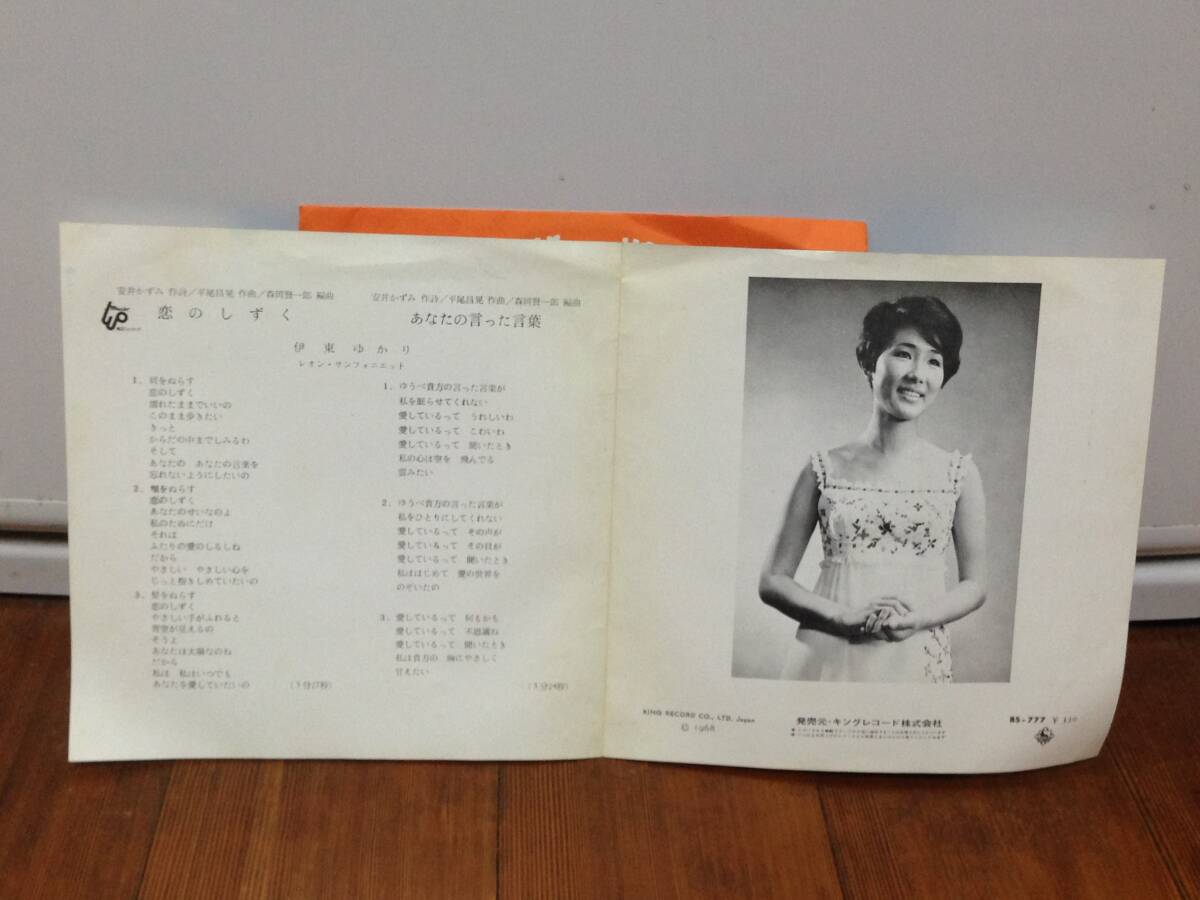 安井かずみ 作詩/平尾昌晃 作曲/森岡賢一郎 編曲
恋のしずく
安井かずみ 作詩/平尾昌晃 作曲/森岡賢一郎 編曲
あなたの言った言葉
伊東ゆかり
レオン・サンフォニエット
1. 肩をぬらす
恋のしずく
濡れたままでいいの
このまま歩きたい
きっと
からだの中までしみるわ
そして
あなたの あなたの言葉を
忘れないようにしたいの
2. 頬をぬらす
恋のしずく
あなたのせいなのよ
私のためにだけ
それは
ふたりの愛のしるしね
だから
やさしい やさしい心を
じっと抱きしめていたいの
3. 髪をぬらす
恋のしずく
やさしい手がふれると
青空が見えるの
そうよ
あなたは太陽なのね
だから
私は 私はいつでも
あなたを愛していたいの (3分27秒)
1. ゆうべ貴方の言った言葉が
私を眠らせてくれない
愛しているって うれしいわ
愛しているって こわいわ
愛しているって 聞いたとき
私の心は空を 飛んでる
雲みたい
2. ゆうべ貴方の言った言葉が
私をひとりにしてくれない
愛しているって その声が
愛しているって その目が
愛しているって 聞いたとき
私ははじめて 愛の世界を
のぞいたの
3. 愛しているって 何もかも
愛しているって 不思議ね
愛しているって 聞いたとき
私は貴方の 胸にやさしく
甘えたい
(3分24秒)
KING RECORD CO., LTD. Japan
© 1968
発売元・キングレコード株式会社
BS-777 ¥330